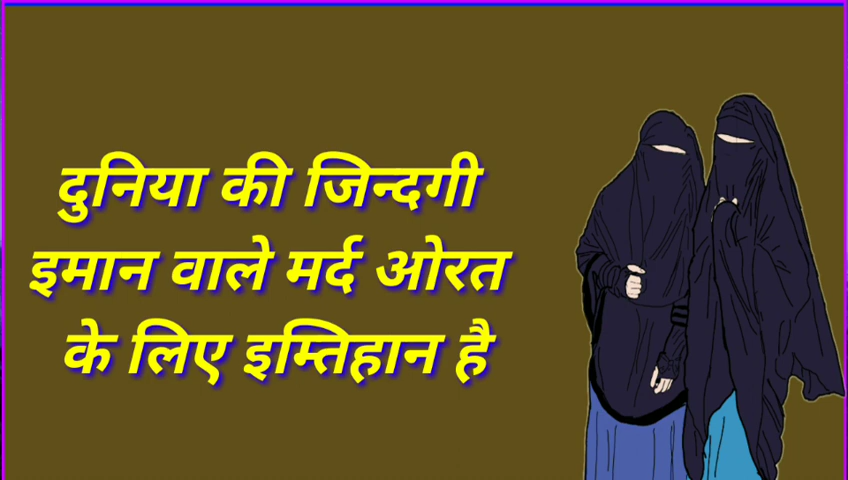 दुनिया की जिन्दगी
इमान वाले मर्द ओरत
के लिए इम्तिहान है